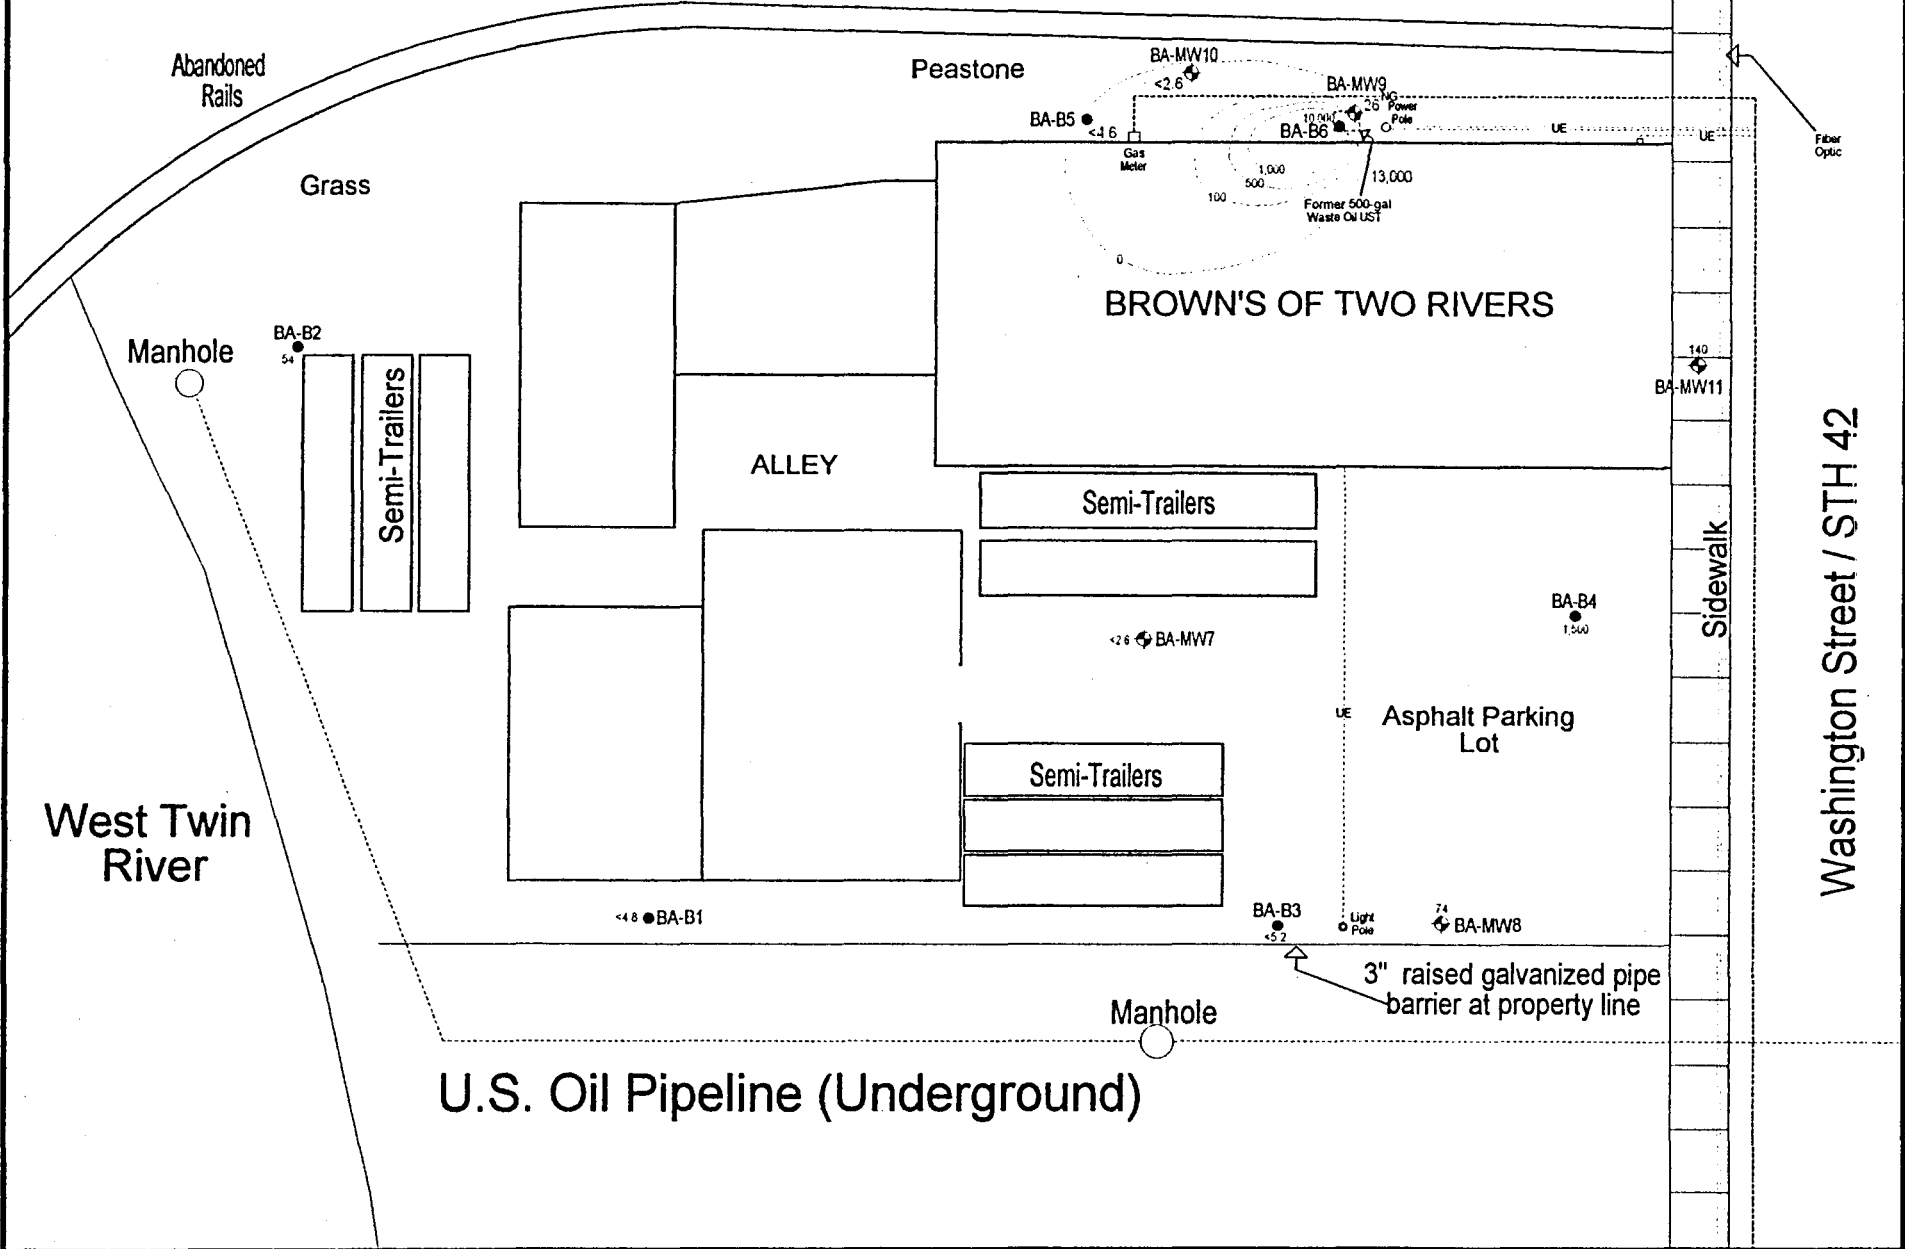 Abandoned
Rails
Peastone
BA-MW10
<2.6
BA-MW9
26
NG
Power
Pole
BA-B5
<4.6
10,000
BA-B6
UE
UE
Gas
Meter
Fiber
Optic
Grass
1,000
500
100
13,000
Former 500-gal
Waste Oil UST
0
BROWN'S OF TWO RIVERS
BA-B2
54
Manhole
140
BA-MW11
Semi-Trailers
ALLEY
Semi-Trailers
Sidewalk
Washington Street / STH 42
BA-B4
1,500
<2.6
BA-MW7
UE
Asphalt Parking
Lot
Semi-Trailers
West Twin
River
<4.8
BA-B1
BA-B3
<5.2
Light
Pole
74
BA-MW8
3" raised galvanized pipe
barrier at property line
Manhole
U.S. Oil Pipeline (Underground)